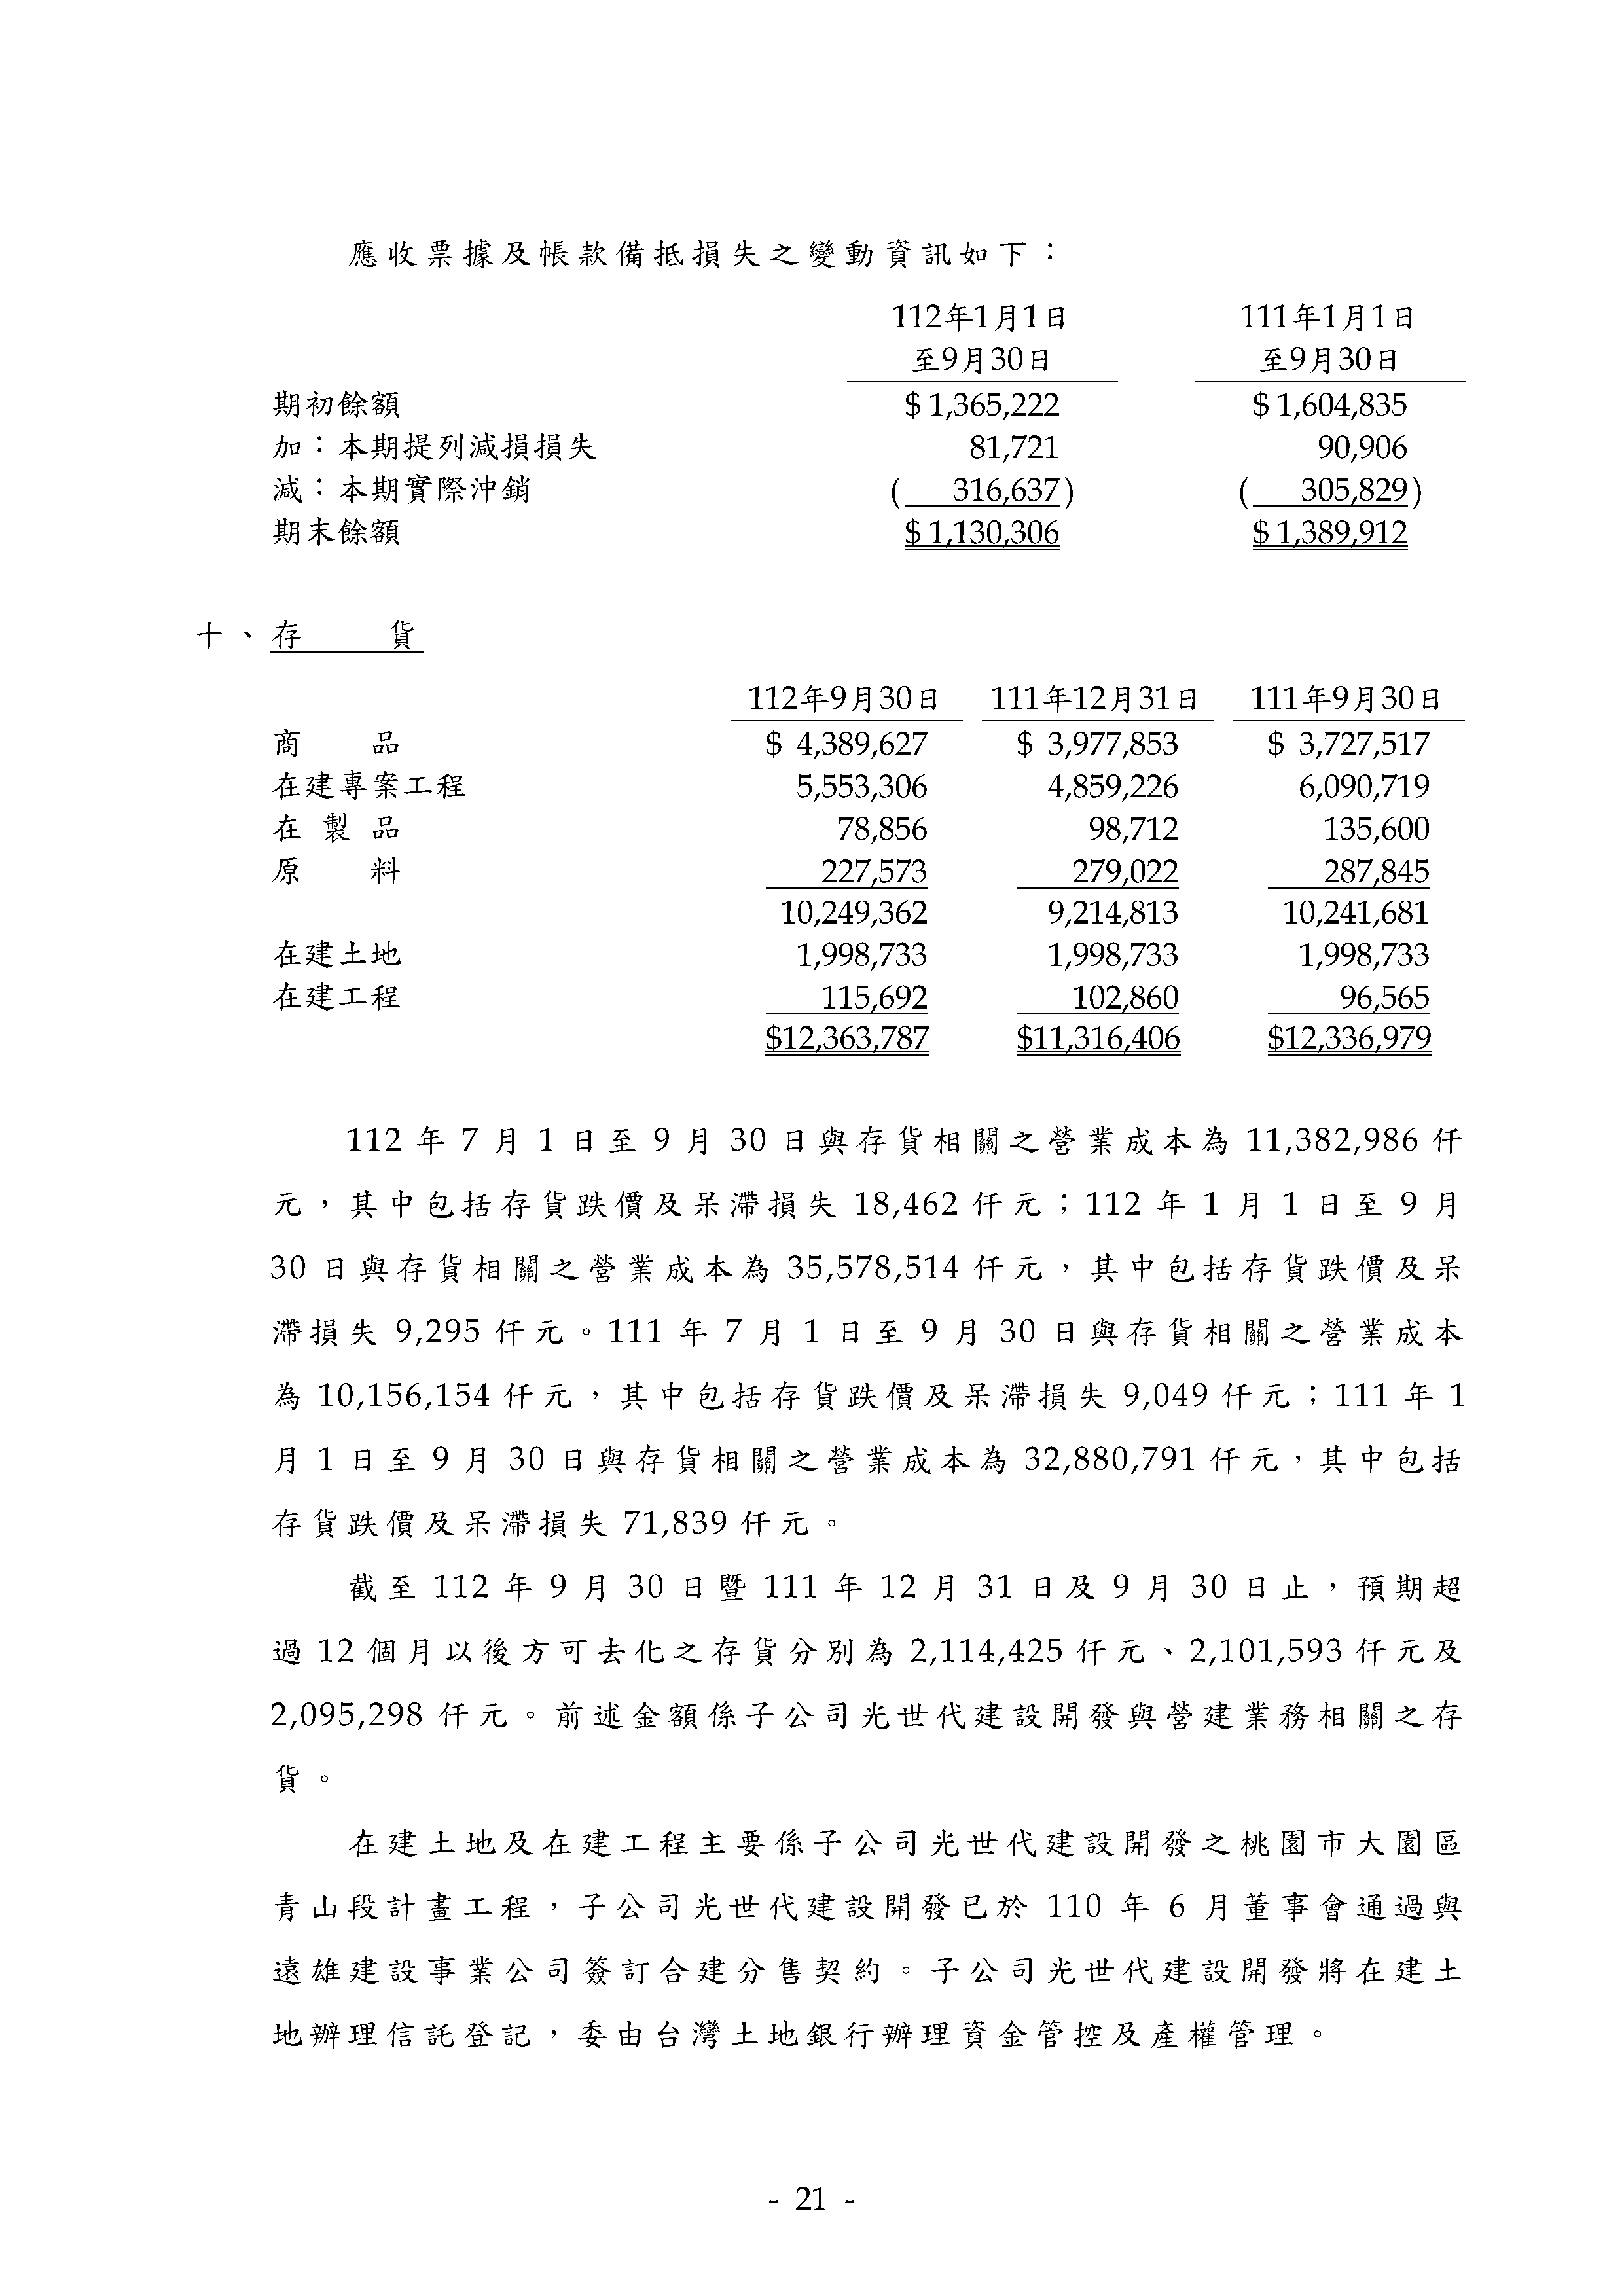 應收票據及帳款備抵損失之變動資訊如下：
112年1月1日 111年1月1日
至9月30日 至9月30日
期初餘額 $ 1,365,222 $ 1,604,835
加：本期提列減損損失 81,721 90,906
減：本期實際沖銷 ( 316,637) ( 305,829)
期末餘額 $ 1,130,306 $ 1,389,912
十、存 貨
112年9月30日 111年12月31日 111年9月30日
商 品 $ 4,389,627 $ 3,977,853 $ 3,727,517
在建專案工程 5,553,306 4,859,226 6,090,719
在 製 品 78,856 98,712 135,600
原 料 227,573 279,022 287,845
10,249,362 9,214,813 10,241,681
在建土地 1,998,733 1,998,733 1,998,733
在建工程 115,692 102,860 96,565
$12,363,787 $11,316,406 $12,336,979
112 年 7 月 1 日至 9 月 30 日與存貨相關之營業成本為 11,382,986 仟
元，其中包括存貨跌價及呆滯損失 18,462 仟元；112 年 1 月 1 日至 9 月
30 日與存貨相關之營業成本為 35,578,514 仟元，其中包括存貨跌價及呆
滯損失 9,295 仟元。111 年 7 月 1 日至 9 月 30 日與存貨相關之營業成本
為 10,156,154 仟元，其中包括存貨跌價及呆滯損失 9,049 仟元；111 年 1
月 1 日至 9 月 30 日與存貨相關之營業成本為 32,880,791 仟元，其中包括
存貨跌價及呆滯損失 71,839 仟元。
截至 112 年 9 月 30 日暨 111 年 12 月 31 日及 9 月 30 日止，預期超
過 12 個月以後方可去化之存貨分別為 2,114,425 仟元、2,101,593 仟元及
2,095,298 仟元。前述金額係子公司光世代建設開發與營建業務相關之存
貨。
在建土地及在建工程主要係子公司光世代建設開發之桃園市大園區
青山段計畫工程，子公司光世代建設開發已於 110 年 6 月董事會通過與
遠雄建設事業公司簽訂合建分售契約。子公司光世代建設開發將在建土
地辦理信託登記，委由台灣土地銀行辦理資金管控及產權管理。
- 21 -